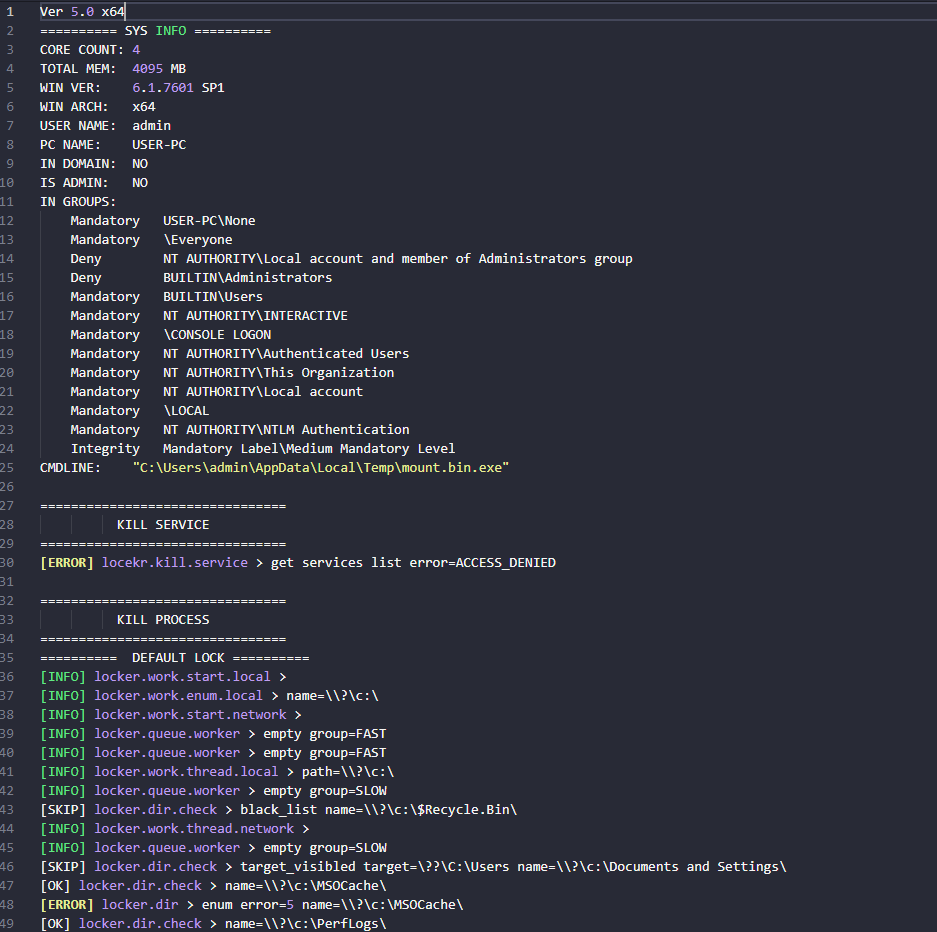 1 Ver 5.0 x64
2 ========== SYS INFO ==========
3 CORE COUNT: 4
4 TOTAL MEM: 4095 MB
5 WIN VER: 6.1.7601 SP1
6 WIN ARCH: x64
7 USER NAME: admin
8 PC NAME: USER-PC
9 IN DOMAIN: NO
10 IS ADMIN: NO
11 IN GROUPS:
12 Mandatory USER-PC\None
13 Mandatory \Everyone
14 Deny NT AUTHORITY\Local account and member of Administrators group
15 Deny BUILTIN\Administrators
16 Mandatory BUILTIN\Users
17 Mandatory NT AUTHORITY\INTERACTIVE
18 Mandatory \CONSOLE LOGON
19 Mandatory NT AUTHORITY\Authenticated Users
20 Mandatory NT AUTHORITY\This Organization
21 Mandatory NT AUTHORITY\Local account
22 Mandatory \LOCAL
23 Mandatory NT AUTHORITY\NTLM Authentication
24 Integrity Mandatory Label\Medium Mandatory Level
25 CMDLINE: "C:\Users\admin\AppData\Local\Temp\mount.bin.exe"
26
27 ================================
28 KILL SERVICE
29 ================================
30 [ERROR] locekr.kill.service > get services list error=ACCESS_DENIED
31
32 ================================
33 KILL PROCESS
34 ================================
35 ========== DEFAULT LOCK ==========
36 [INFO] locker.work.start.local >
37 [INFO] locker.work.enum.local > name=\\?\c:\
38 [INFO] locker.work.start.network >
39 [INFO] locker.queue.worker > empty group=FAST
40 [INFO] locker.queue.worker > empty group=FAST
41 [INFO] locker.work.thread.local > path=\\?\c:\
42 [INFO] locker.queue.worker > empty group=SLOW
43 [SKIP] locker.dir.check > black_list name=\\?\c:\$Recycle.Bin\
44 [INFO] locker.work.thread.network >
45 [INFO] locker.queue.worker > empty group=SLOW
46 [SKIP] locker.dir.check > target_visibled target=\??\C:\Users name=\\?\c:\Documents and Settings\
47 [OK] locker.dir.check > name=\\?\c:\MSOCache\
48 [ERROR] locker.dir > enum error=5 name=\\?\c:\MSOCache\
49 [OK] locker.dir.check > name=\\?\c:\PerfLogs\